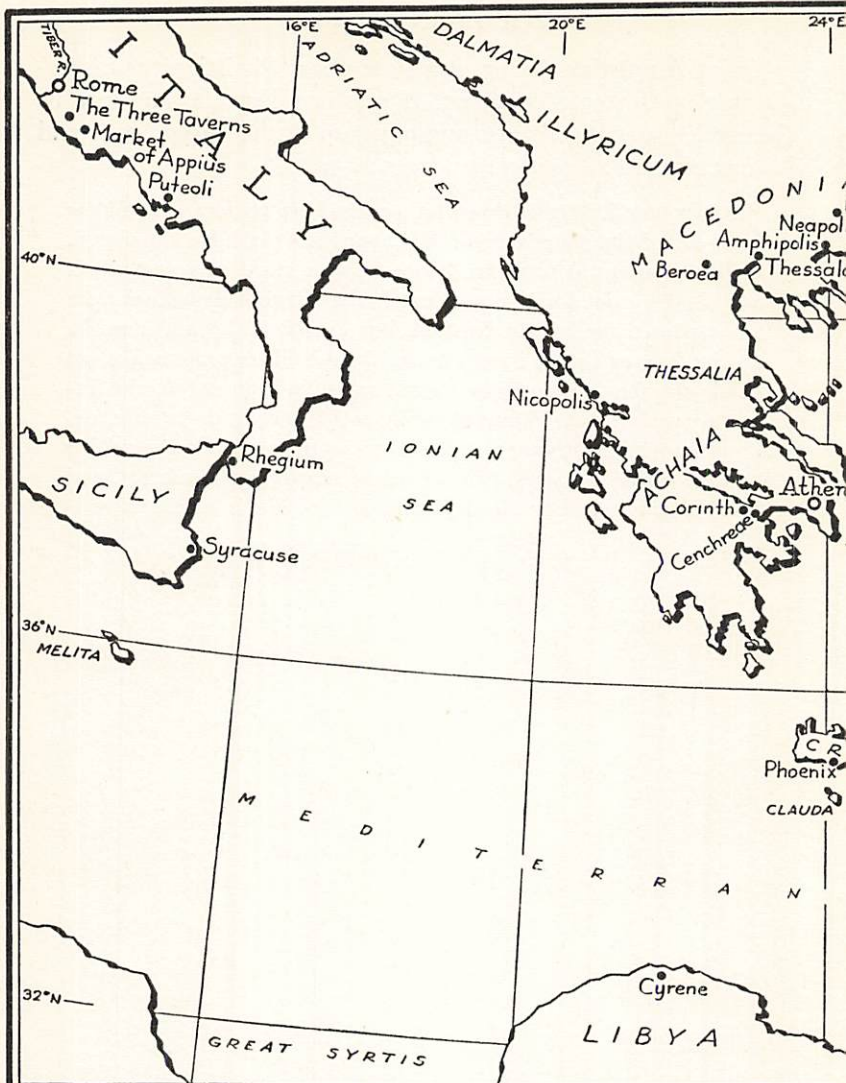 16°E
20°E
24°E
TIBER R.
ITALY
ADRIATIC SEA
DALMATIA
ILLYRICUM
Rome
The Three Taverns
Market
of Appius
Puteoli
MACEDONIA
Neapol
Amphipolis
Thessalo
Beroea
40°N
THESSALIA
Nicopolis
IONIAN
SEA
Rhegium
SICILY
Syracuse
ACHAIA
Athen
Corinth
Cenchreae
36°N
MELITA
CR
Phoenix
CLAUDA
MEDITERRAN
32°N
Cyrene
LIBYA
GREAT SYRTIS